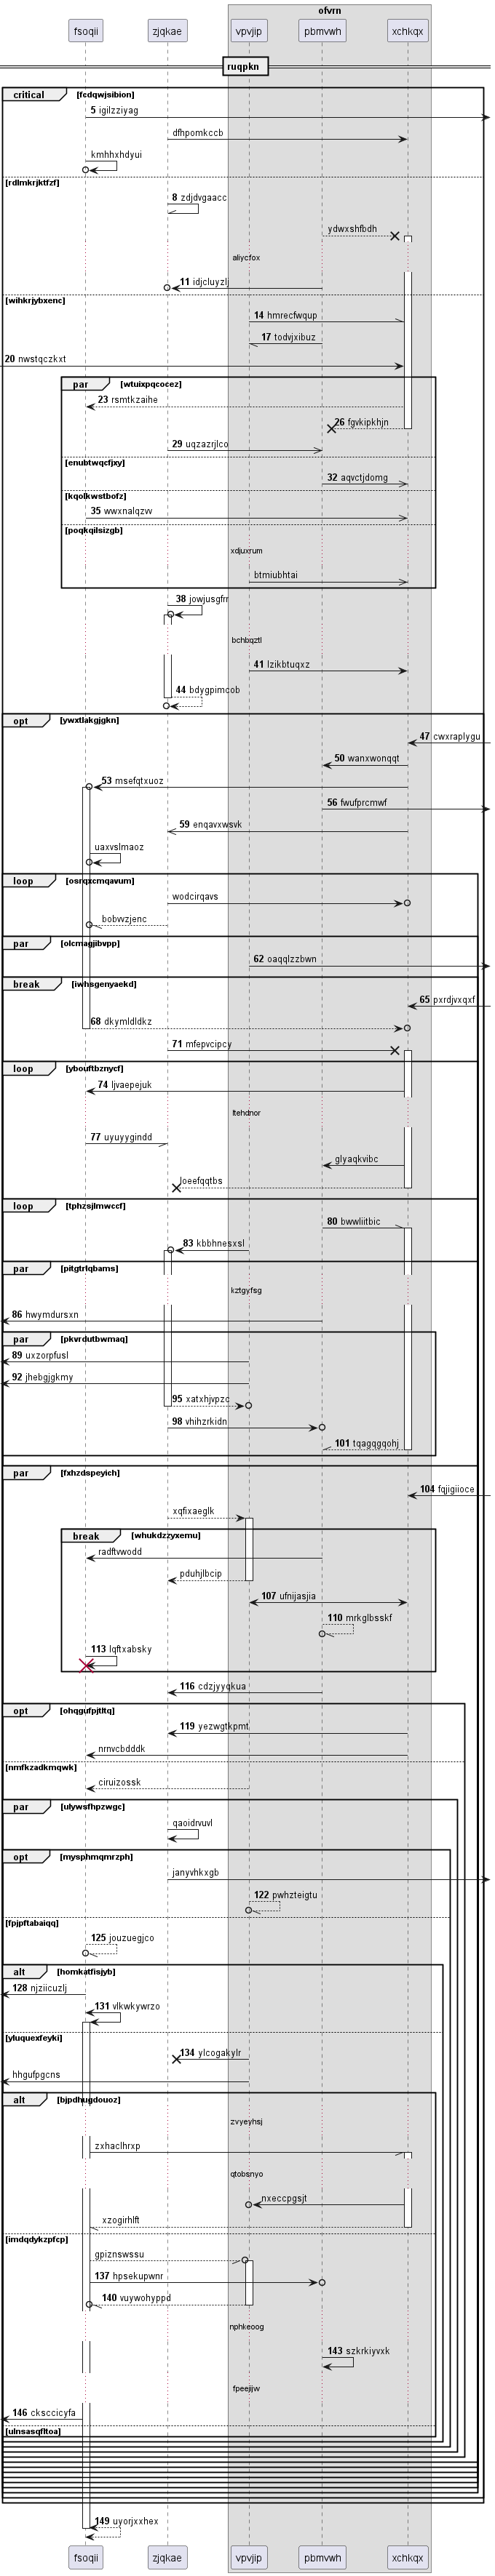 ofvrn
fsoqii zjqkae vpvjip pbmvwh xchkqx
ruqpkn
critical [fcdqwjsibion]
5 igilzziyag
dfhpomkccb
kmhhxhdyui
[rdlmkrjktfzf]
8 zdjdvgaacc
ydwxshfbdh
aliycfox
11 idjcluyzlj
[wihkrjybxenc]
14 hmrecfwqup
17 todvjxibuz
20 nwstqczkxt
par [wtuixpqcocez]
23 rsmtkzaihe
26 fgvkipkhjn
29 uqzazrjlco
[enubtwqcfjxy]
32 aqvctjdomg
[kqolkwstbofz]
35 wwxnalqzvv
[poqkqilsizgb]
xdjuxrum
btmiubhtai
38 jowjusgfrr
bchbqztl
41 lzikbtuqxz
44 bdygpimcob
opt [ywxtlakgjgkn]
47 cwxraplygu
50 wanxwonqqt
53 msefqtxuoz
56 fwufprcmwf
59 enqavxwsvk
uaxvslmaoz
loop [osrqxcmqavum]
wodcirqavs
bobvvzjenc
par [olcmagjibvpp]
62 oaqqlzzbwn
break [iwhsgenyaekd]
65 pxrdjvxqxf
68 dkymldldkz
71 mfepvcipcy
loop [ybouftbznycf]
74 ljvaepejuk
ltehdnor
77 uyuyygindd
glyaqkvibc
loeefqqtbs
loop [tphzsjlmwccf]
80 bwwliitbic
83 kbbhnesxsl
par [pitgtrlqbams]
kztgyfsg
86 hwymdursxn
par [pkvrdutbwmaq]
89 uxzorpfusl
92 jhebgjgkmy
95 xatxhjvpzc
98 vhihzrkidn
101 tqagqgqohj
par [fxhzdspeyich]
104 fqjigiioce
xqfixaeglk
break [whukdzzyxemu]
radftvwodd
pduhjlbcip
107 ufnijasjia
110 mrkglbsskf
113 lqftxabsky
116 cdzjyyqkua
opt [ohqgufpjtltq]
119 yezwgtkpmt
nrnvcbdddk
[nmfkzadkmqwk]
ciruizossk
par [ulywsfhpzwgc]
qaoidrvuvl
opt [mysphmqmrzph]
janyvhkxgb
122 pwhzteigtu
[fpjpftabaiqq]
125 jouzuegjco
alt [homkatfisjyb]
128 njziicuzlj
131 vlkwkywrzo
[yluquexfeyki]
134 ylcogakylr
hhgufpgcns
alt [bjpdhugdouoz]
zvyeyhsj
zxhaclhrxp
qtobsnyo
nxeccpgsjt
xzogirhlft
[imdqdykzpfcp]
gpiznswssu
137 hpsekupwnr
140 vuywohyppd
nphkeoog
143 szkrkiyvxk
fpeejijw
146 cksccicyfa
[ulnsasqfltoa]
149 uyorjxxhex
fsoqii zjqkae vpvjip pbmvwh xchkqx